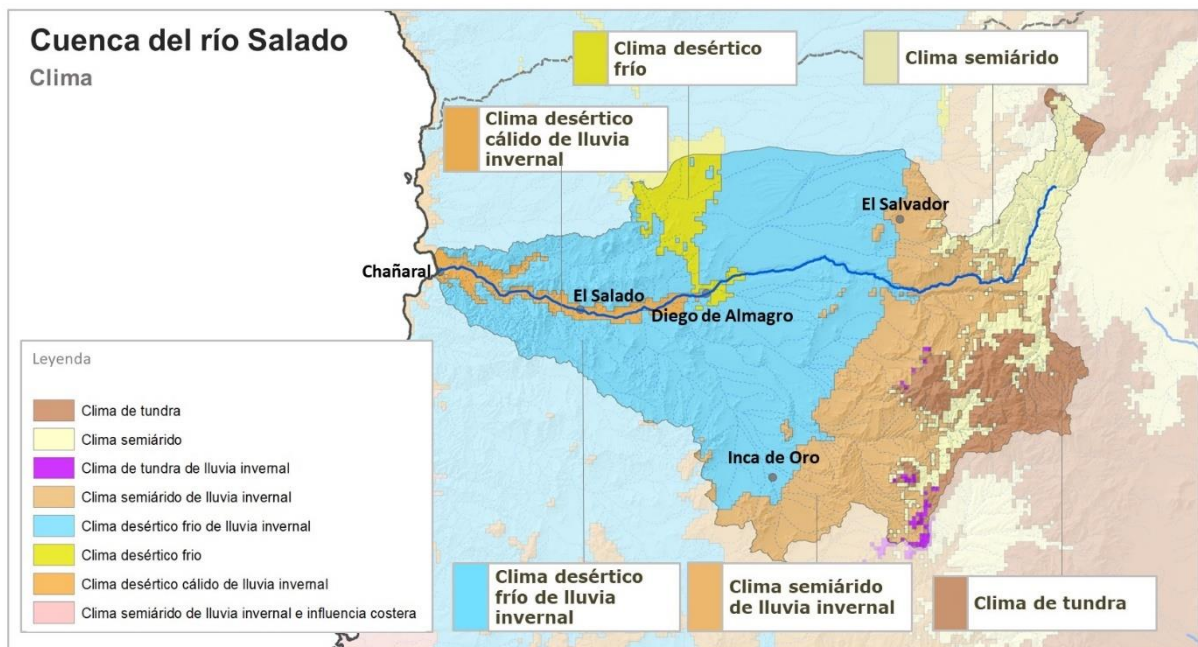 Cuenca del río Salado
Clima
Clima desértico
frío
Clima semiárido
Clima desértico
cálido de lluvia
invernal
El Salvador
Chañaral
El Salado
Diego de Almagro
Inca de Oro
Leyenda
Clima de tundra
Clima semiárido
Clima de tundra de lluvia invernal
Clima semiárido de lluvia invernal
Clima desértico frio de lluvia invernal
Clima desértico frio
Clima desértico cálido de lluvia invernal
Clima semiárido de lluvia invernal e influencia costera
Clima desértico
frío de lluvia
invernal
Clima semiárido
de lluvia invernal
Clima de tundra